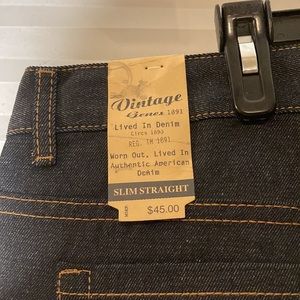 Vintage
Genes 1891
Lived In Denim
Circa 1890
REG. TM 1891
Worn Out, Lived In
Authentic American
Denim
SLIM STRAIGHT
$45.00